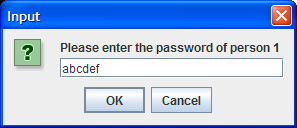 Input
Please enter the password of person 1
abcdef
OK
Cancel